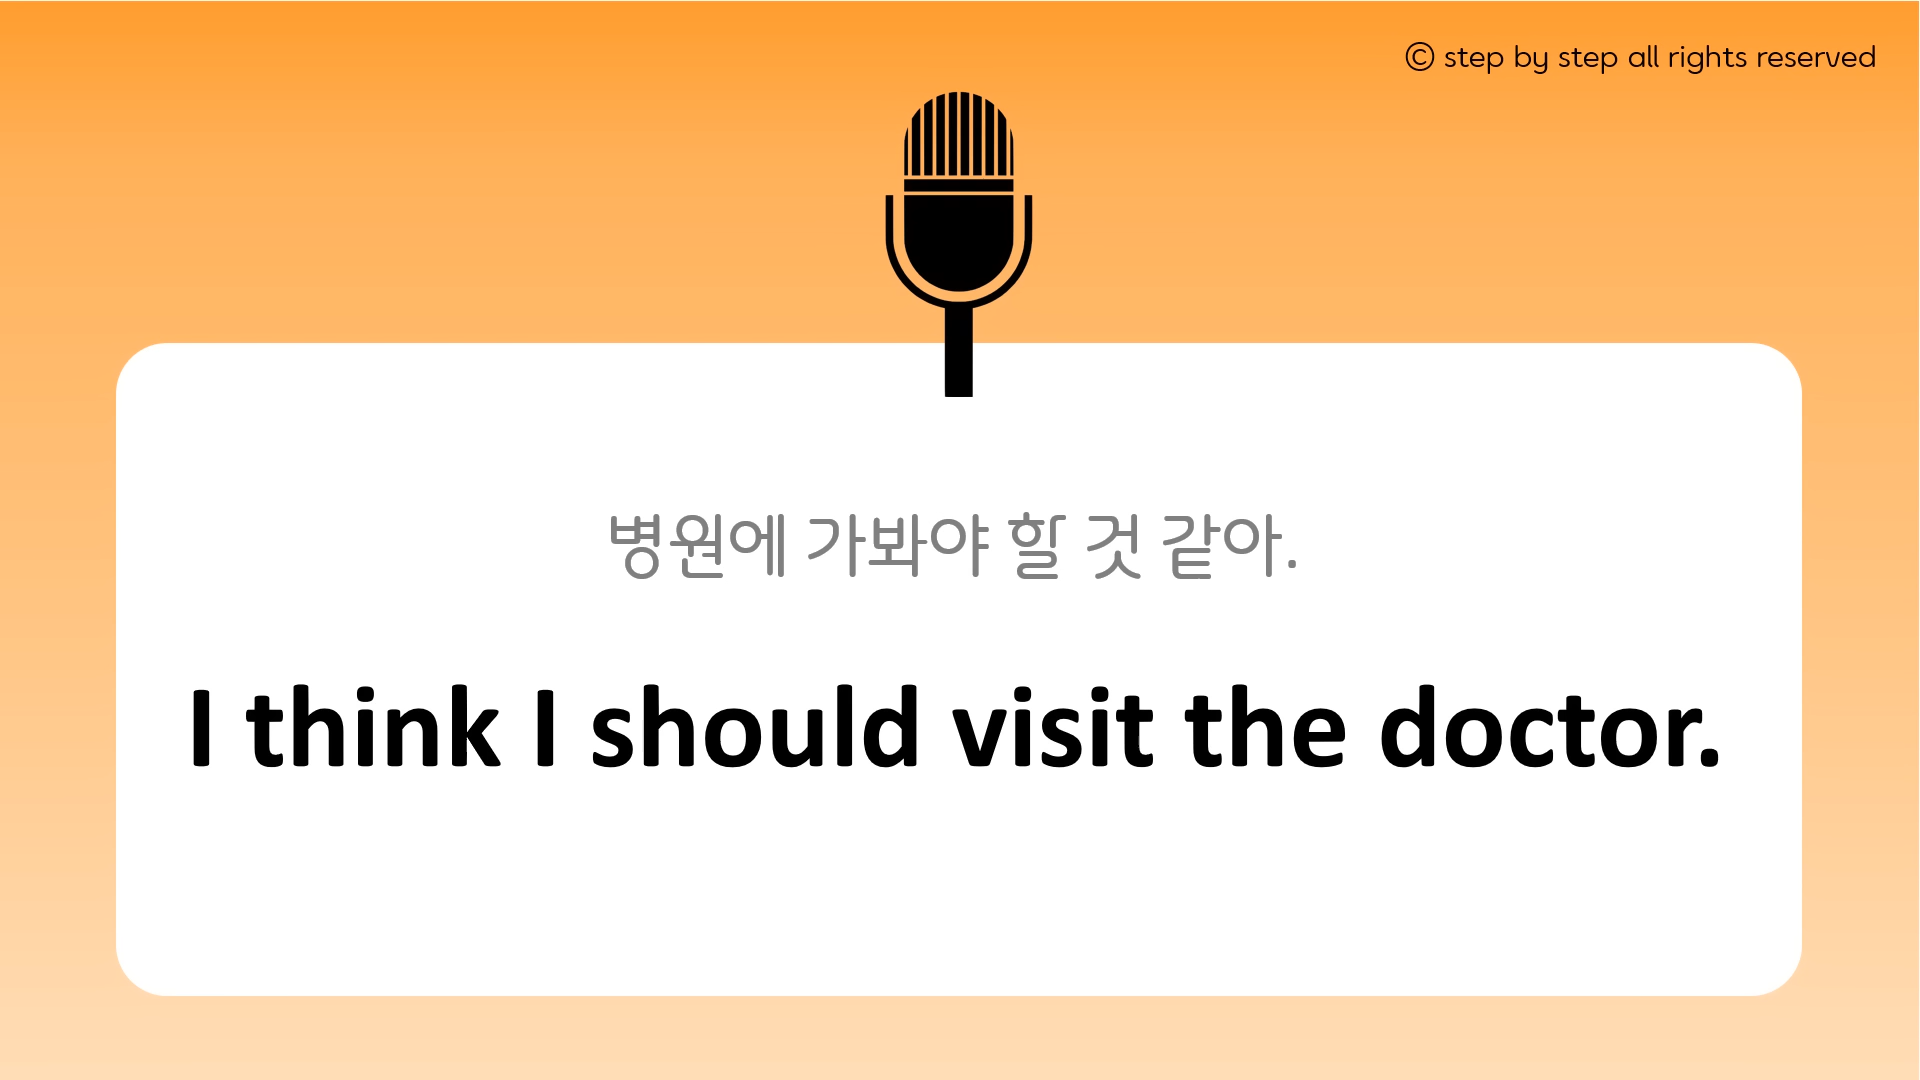 © step by step all rights reserved
병원에 가봐야 할 것 같아.
I think I should visit the doctor.